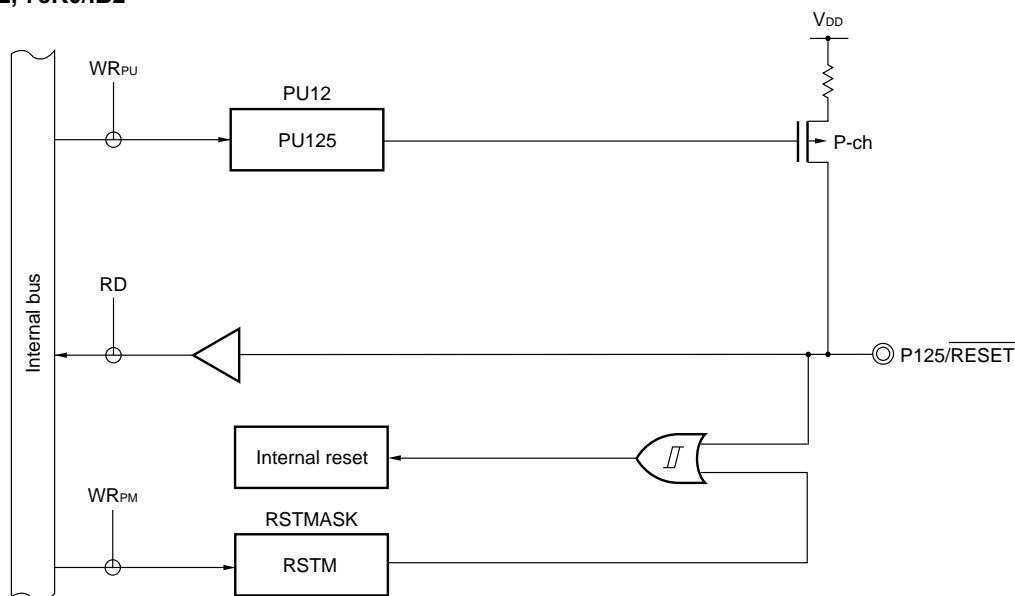 VDD
WRPU
PU12
PU125
P-ch
RD
Internal bus
P125/RESET
Internal reset
WRPM
RSTMASK
RSTM